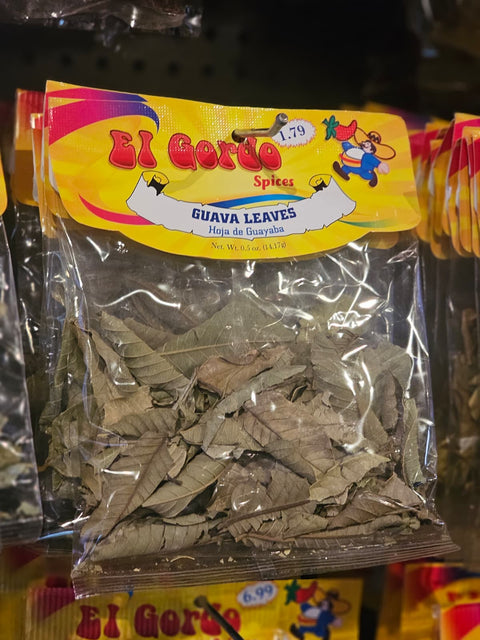 1.79
El Gordo
Spices
GUAVA LEAVES
Hoja de Guayaba
Net. Wt. 0.5 oz. (14.17g)
6.99
El Gordo